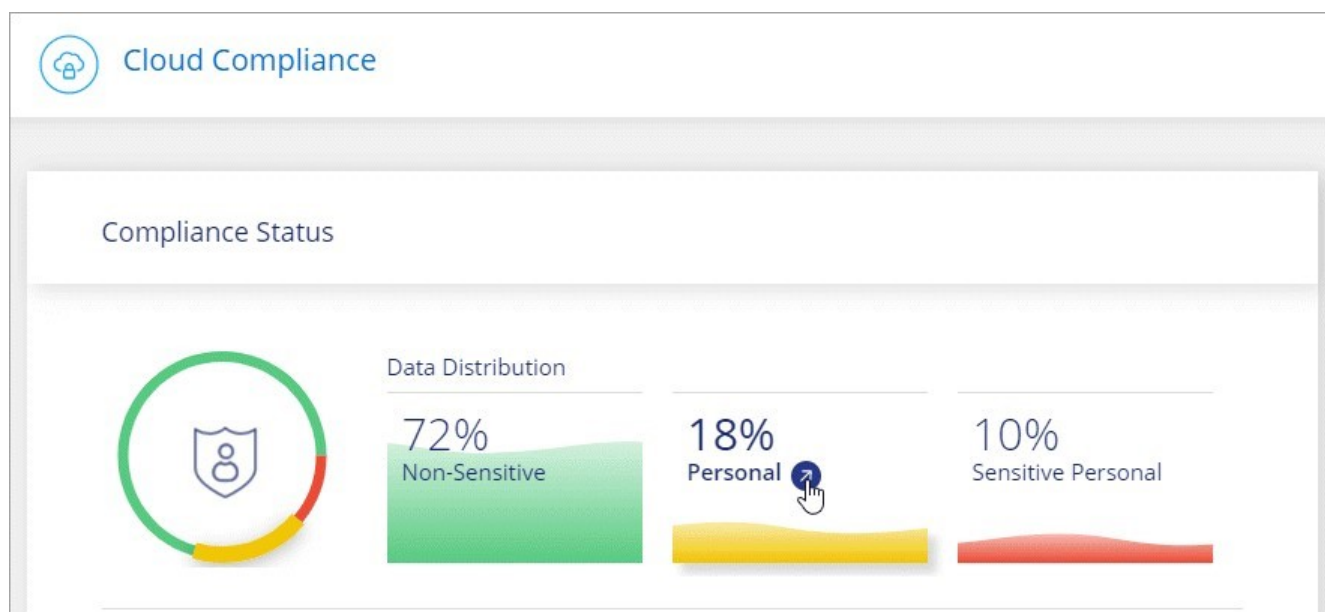 Cloud Compliance
Compliance Status
Data Distribution
72%
Non-Sensitive
18%
Personal
10%
Sensitive Personal